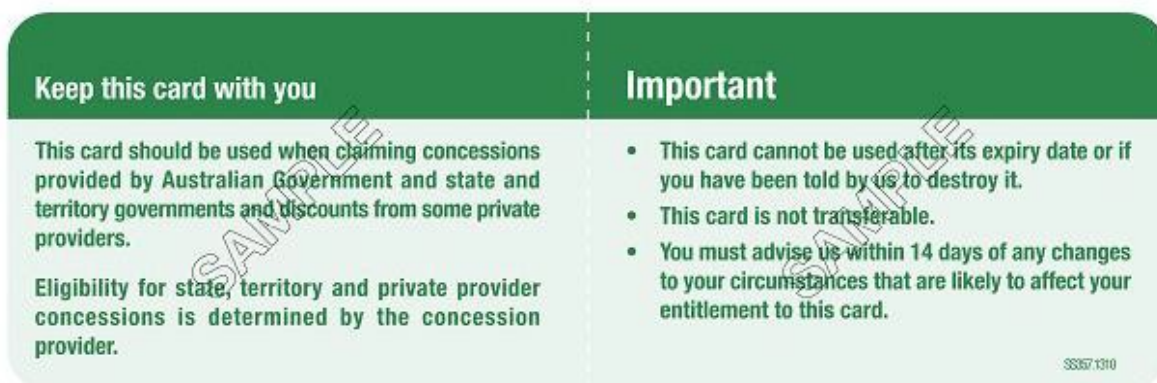 Keep this card with you
This card should be used when claiming concessions
provided by Australian Government and state and
territory governments and discounts from some private
providers.
Eligibility for state, territory and private provider
concessions is determined by the concession
provider.
SAMPLE
Important
• This card cannot be used after its expiry date or if
you have been told by us to destroy it.
• This card is not transferable.
• You must advise us within 14 days of any changes
to your circumstances that are likely to affect your
entitlement to this card.
SAMPLE
SS357.1310